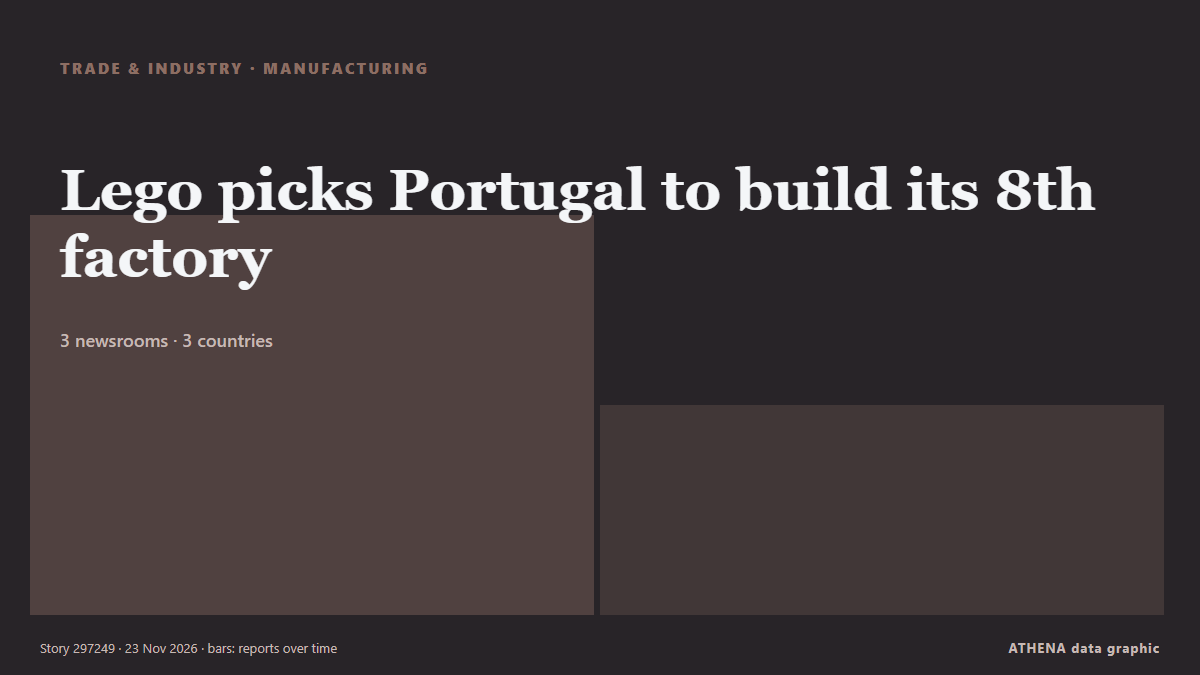 TRADE & INDUSTRY · MANUFACTURING
Lego picks Portugal to build its 8th
factory
3 newsrooms · 3 countries
Story 297249 · 23 Nov 2026 · bars: reports over time
ATHENA data graphic